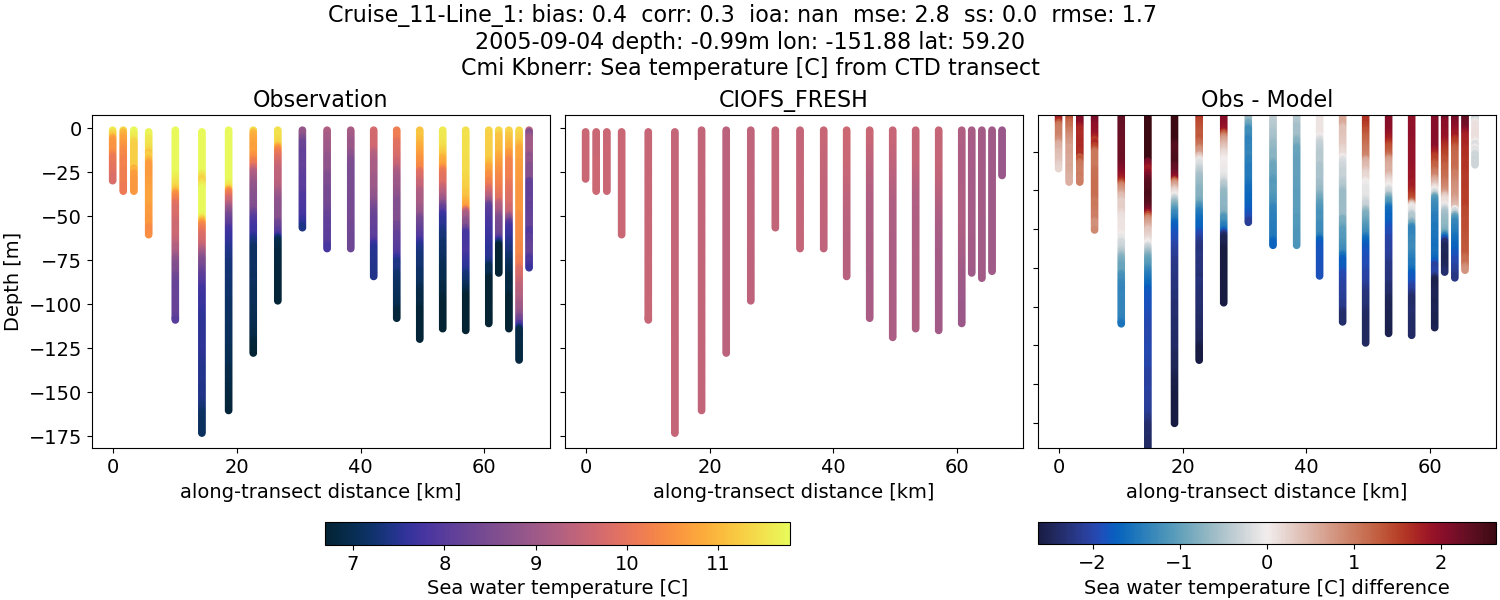 Cruise_11-Line_1: bias: 0.4  corr: 0.3  ioa: nan  mse: 2.8  ss: 0.0  rmse: 1.7
2005-09-04 depth: -0.99m lon: -151.88 lat: 59.20
Cmi Kbnerr: Sea temperature [C] from CTD transect
Observation
CIOFS_FRESH
Obs - Model
Depth [m]
0
−25
−50
−75
−100
−125
−150
−175
0 20 40 60
0 20 40 60
0 20 40 60
along-transect distance [km]
along-transect distance [km]
along-transect distance [km]
7 8 9 10 11
Sea water temperature [C]
−2 −1 0 1 2
Sea water temperature [C] difference